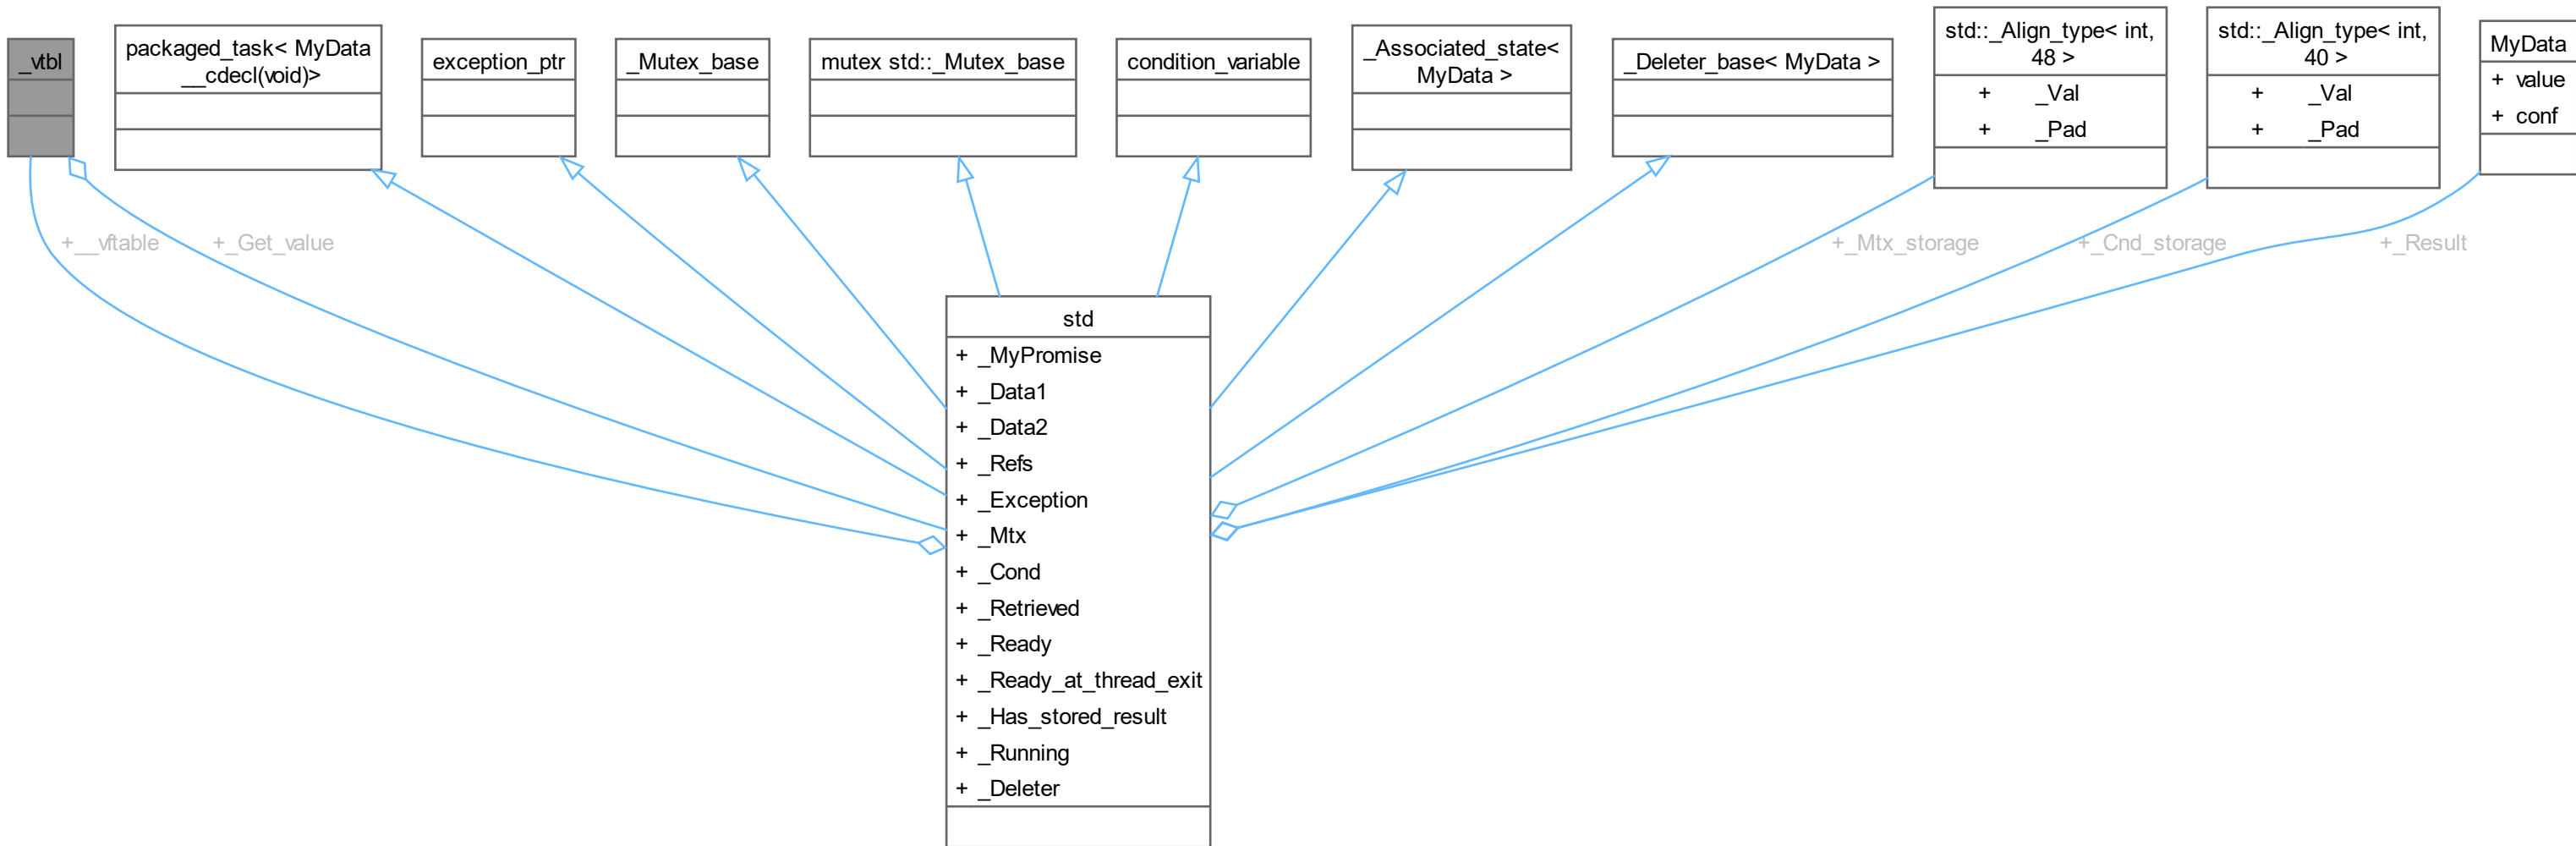 _vtbl
packaged_task< MyData
__cdecl(void)>
exception_ptr
_Mutex_base
mutex std::_Mutex_base
condition_variable
_Associated_state<
MyData >
_Deleter_base< MyData >
std::_Align_type< int,
48 >
+ _Val
+ _Pad
std::_Align_type< int,
40 >
+ _Val
+ _Pad
MyData
+ value
+ conf
+__vftable
+_Get_value
+_Mtx_storage
+_Cnd_storage
+_Result
std
+ _MyPromise
+ _Data1
+ _Data2
+ _Refs
+ _Exception
+ _Mtx
+ _Cond
+ _Retrieved
+ _Ready
+ _Ready_at_thread_exit
+ _Has_stored_result
+ _Running
+ _Deleter